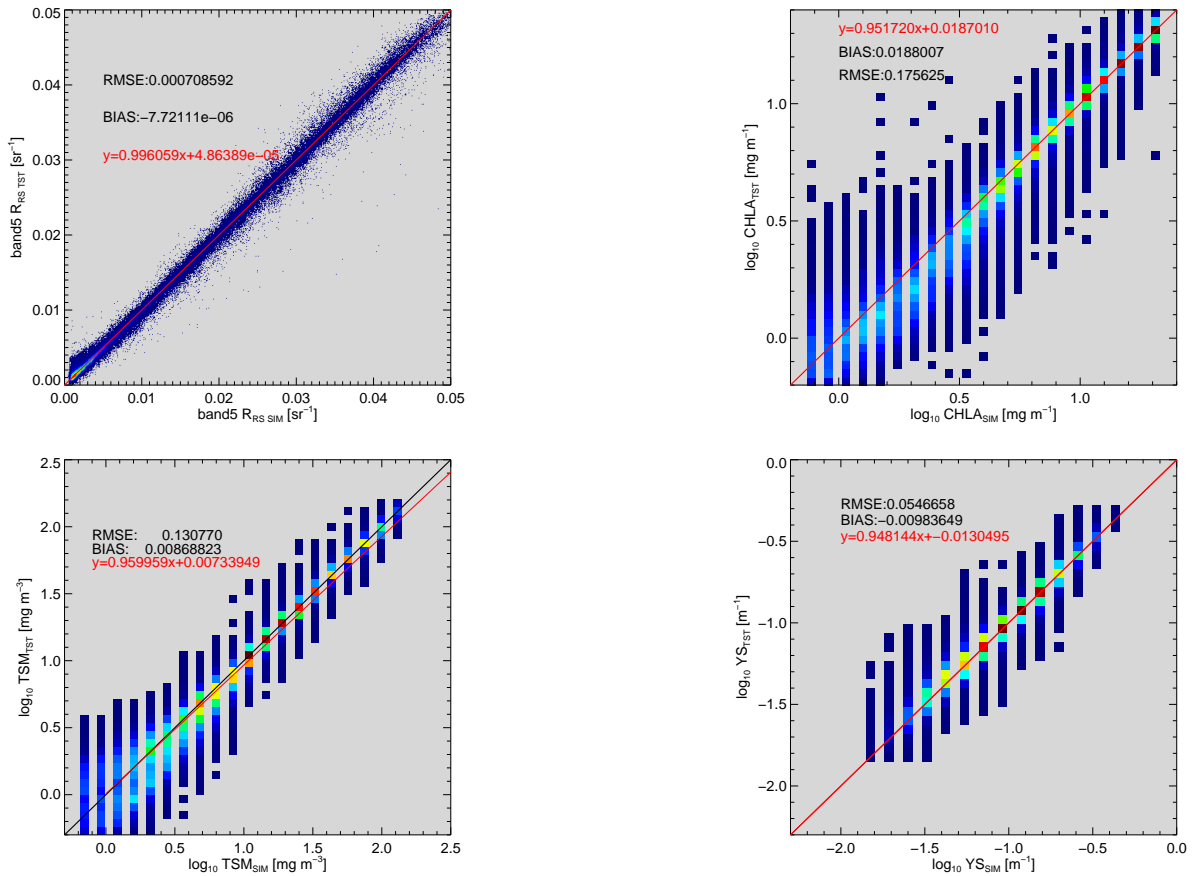 0.05
0.04
0.03
0.02
0.01
0.00
band5 R_RS TST [sr⁻¹]
RMSE:0.000708592
BIAS:−7.72111e−06
y=0.996059x+4.86389e−05
0.00 0.01 0.02 0.03 0.04 0.05
band5 R_RS SIM [sr⁻¹]
1.0
0.5
0.0
log₁₀ CHLA_TST [mg m⁻¹]
y=0.951720x+0.0187010
BIAS:0.0188007
RMSE:0.175625
0.0 0.5 1.0
log₁₀ CHLA_SIM [mg m⁻¹]
2.5
2.0
1.5
1.0
0.5
0.0
log₁₀ TSM_TST [mg m⁻³]
RMSE: 0.130770
BIAS: 0.00868823
y=0.959959x+0.00733949
0.0 0.5 1.0 1.5 2.0 2.5
log₁₀ TSM_SIM [mg m⁻³]
0.0
−0.5
−1.0
−1.5
−2.0
log₁₀ YS_TST [m⁻¹]
RMSE:0.0546658
BIAS:−0.00983649
y=0.948144x+−0.0130495
−2.0 −1.5 −1.0 −0.5 0.0
log₁₀ YS_SIM [m⁻¹]